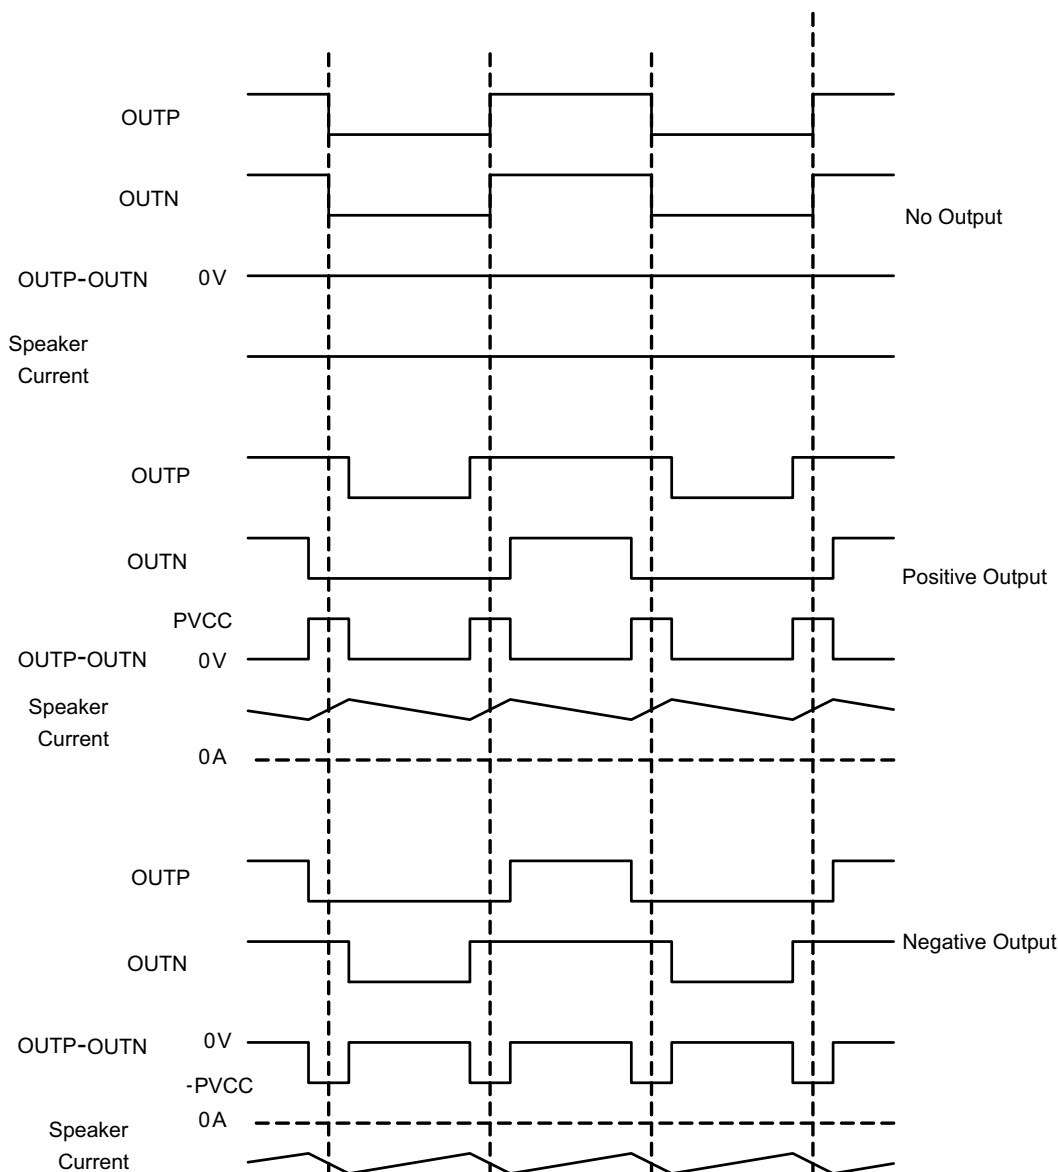 OUTP
OUTN
No Output
OUTP-OUTN 0V
Speaker
Current
OUTP
OUTN
Positive Output
PVCC
OUTP-OUTN 0V
Speaker
Current
0A
OUTP
OUTN
Negative Output
OUTP-OUTN 0V
-PVCC
0A
Speaker
Current